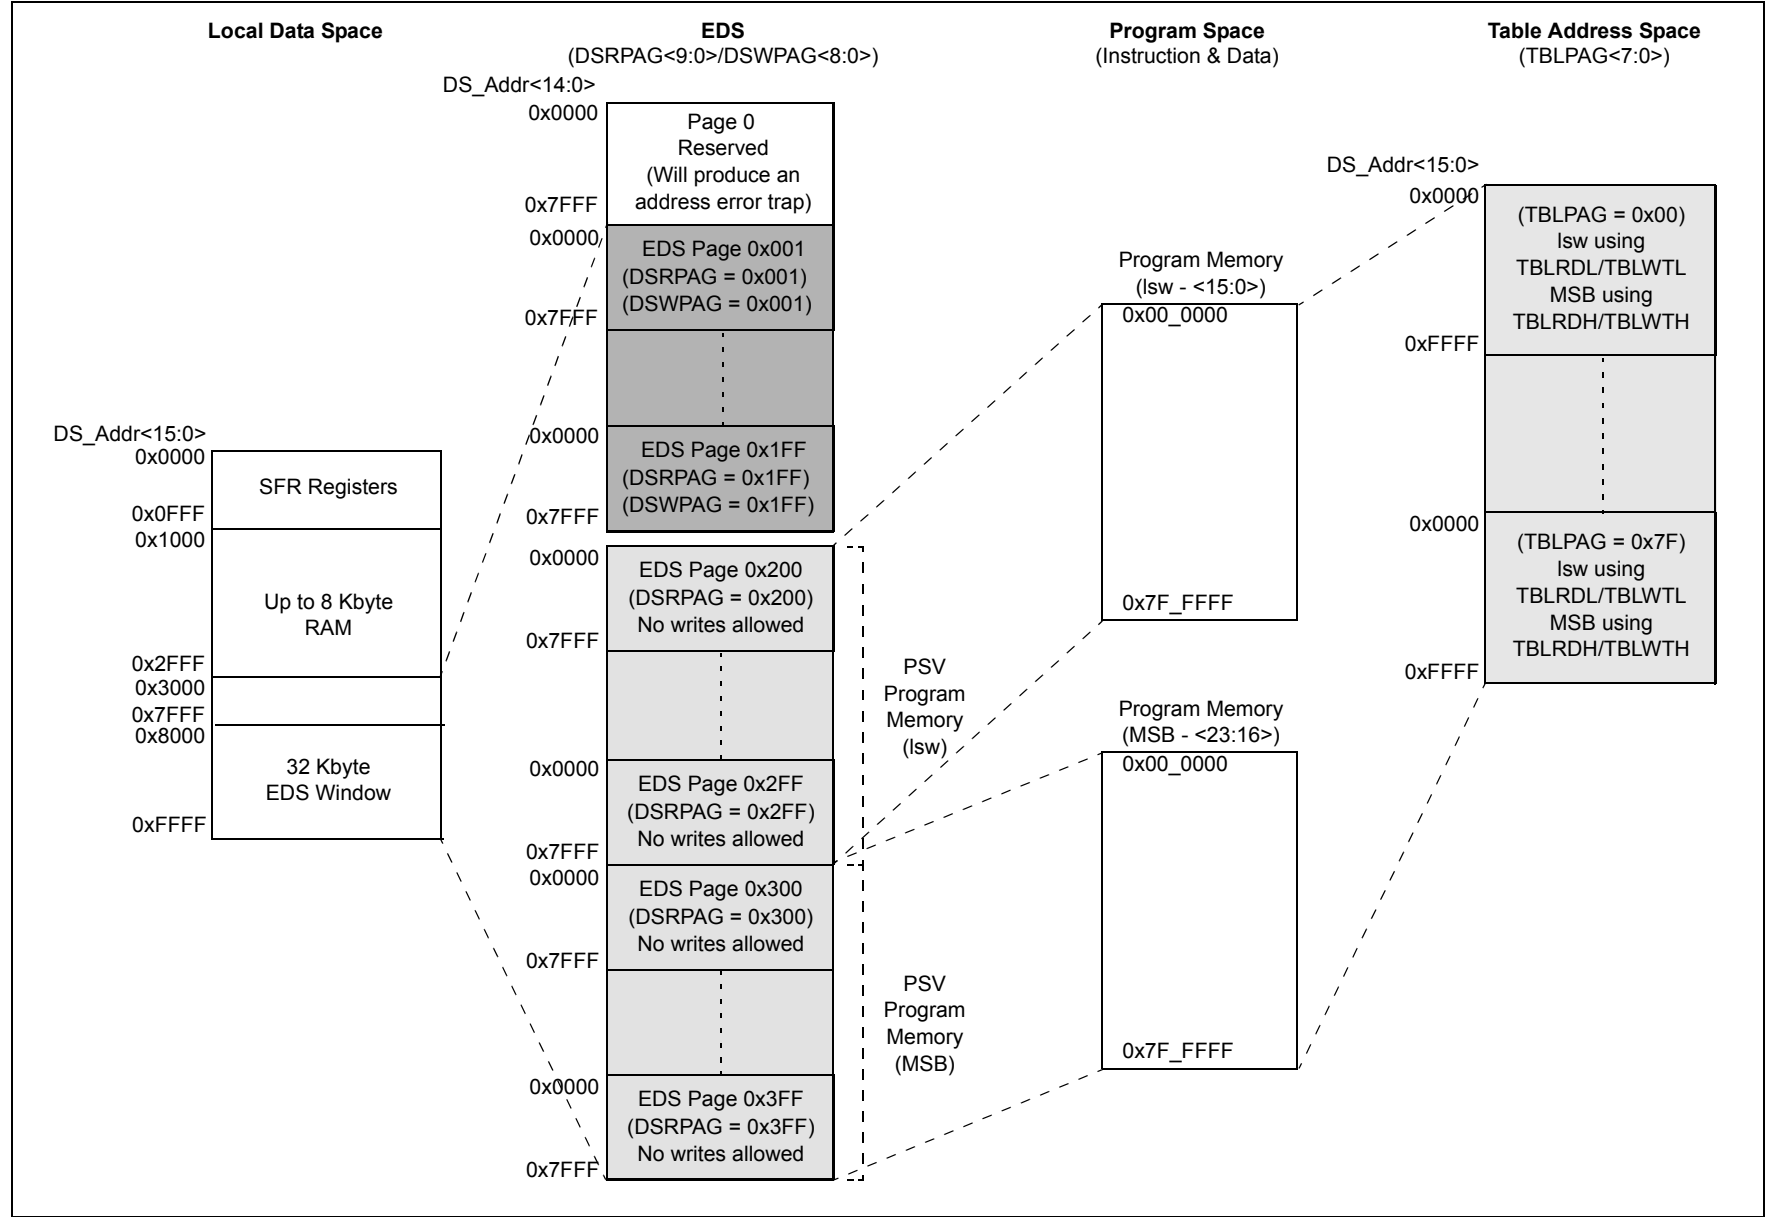 Local Data Space
DS_Addr<15:0>
0x0000
SFR Registers
0x0FFF
0x1000
Up to 8 Kbyte
RAM
0x2FFF
0x3000
0x7FFF
0x8000
32 Kbyte
EDS Window
0xFFFF
EDS
(DSRPAG<9:0>/DSWPAG<8:0>)
DS_Addr<14:0>
0x0000
Page 0
Reserved
(Will produce an
address error trap)
0x7FFF
0x0000
EDS Page 0x001
(DSRPAG = 0x001)
(DSWPAG = 0x001)
0x7FFF
0x0000
EDS Page 0x1FF
(DSRPAG = 0x1FF)
(DSWPAG = 0x1FF)
0x7FFF
0x0000
EDS Page 0x200
(DSRPAG = 0x200)
No writes allowed
0x7FFF
PSV
Program
Memory
(lsw)
0x0000
EDS Page 0x2FF
(DSRPAG = 0x2FF)
No writes allowed
0x7FFF
0x0000
EDS Page 0x300
(DSRPAG = 0x300)
No writes allowed
0x7FFF
PSV
Program
Memory
(MSB)
0x0000
EDS Page 0x3FF
(DSRPAG = 0x3FF)
No writes allowed
0x7FFF
Program Space
(Instruction & Data)
Program Memory
(lsw - <15:0>)
0x00_0000
0x7F_FFFF
Program Memory
(MSB - <23:16>)
0x00_0000
0x7F_FFFF
Table Address Space
(TBLPAG<7:0>)
DS_Addr<15:0>
0x0000
(TBLPAG = 0x00)
lsw using
TBLRDL/TBLWTL
MSB using
TBLRDH/TBLWTH
0xFFFF
0x0000
(TBLPAG = 0x7F)
lsw using
TBLRDL/TBLWTL
MSB using
TBLRDH/TBLWTH
0xFFFF